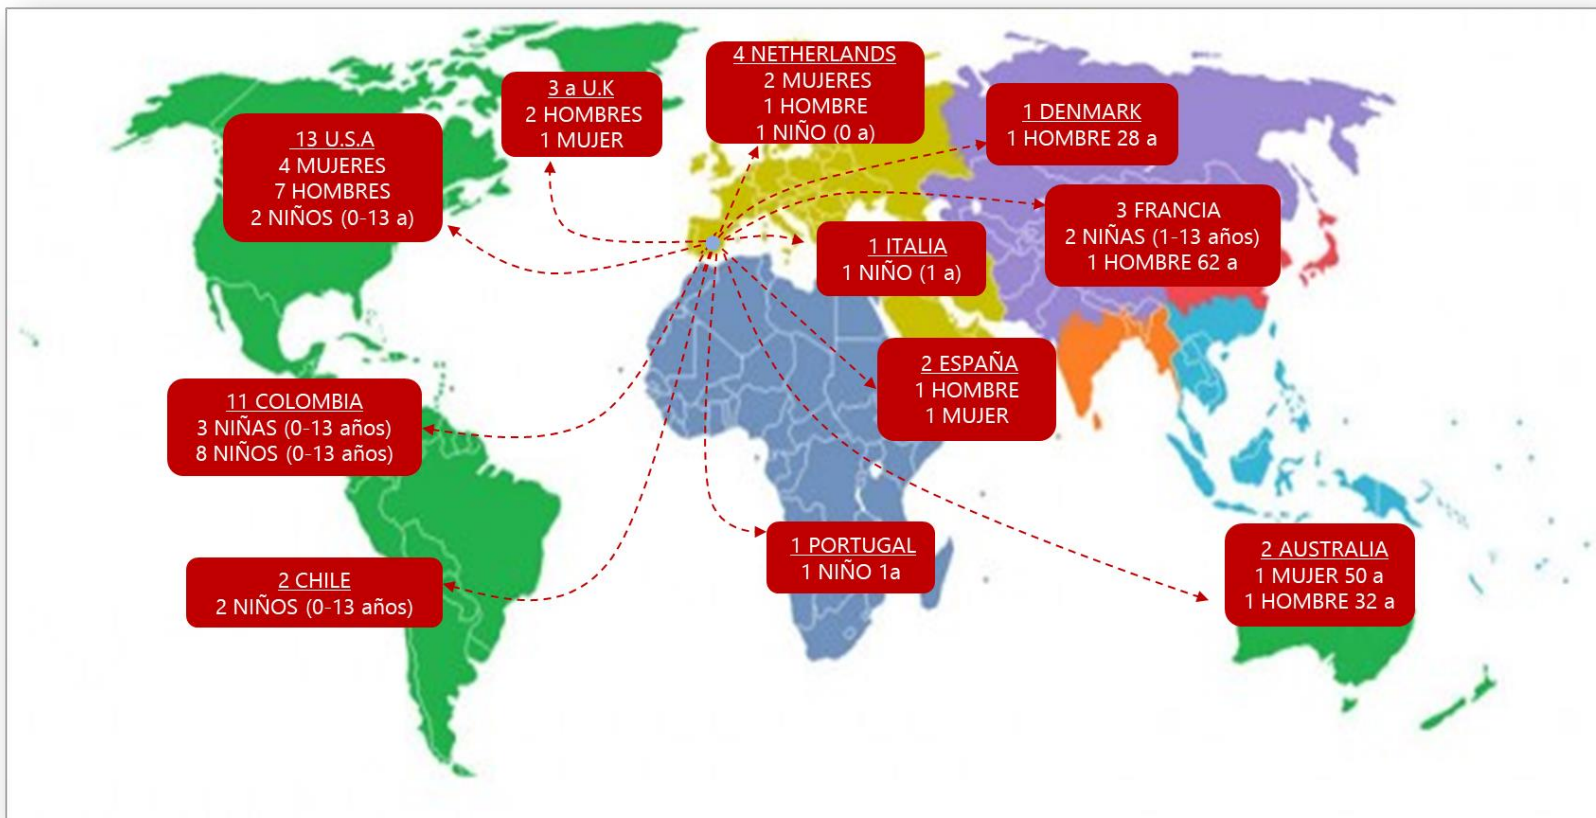 4 NETHERLANDS
2 MUJERES
1 HOMBRE
1 NIÑO (0 a)
3 a U.K
2 HOMBRES
1 MUJER
1 DENMARK
1 HOMBRE 28 a
13 U.S.A
4 MUJERES
7 HOMBRES
2 NIÑOS (0-13 a)
3 FRANCIA
2 NIÑAS (1-13 años)
1 HOMBRE 62 a
1 ITALIA
1 NIÑO (1 a)
2 ESPAÑA
1 HOMBRE
1 MUJER
11 COLOMBIA
3 NIÑAS (0-13 años)
8 NIÑOS (0-13 años)
1 PORTUGAL
1 NIÑO 1a
2 AUSTRALIA
1 MUJER 50 a
1 HOMBRE 32 a
2 CHILE
2 NIÑOS (0-13 años)